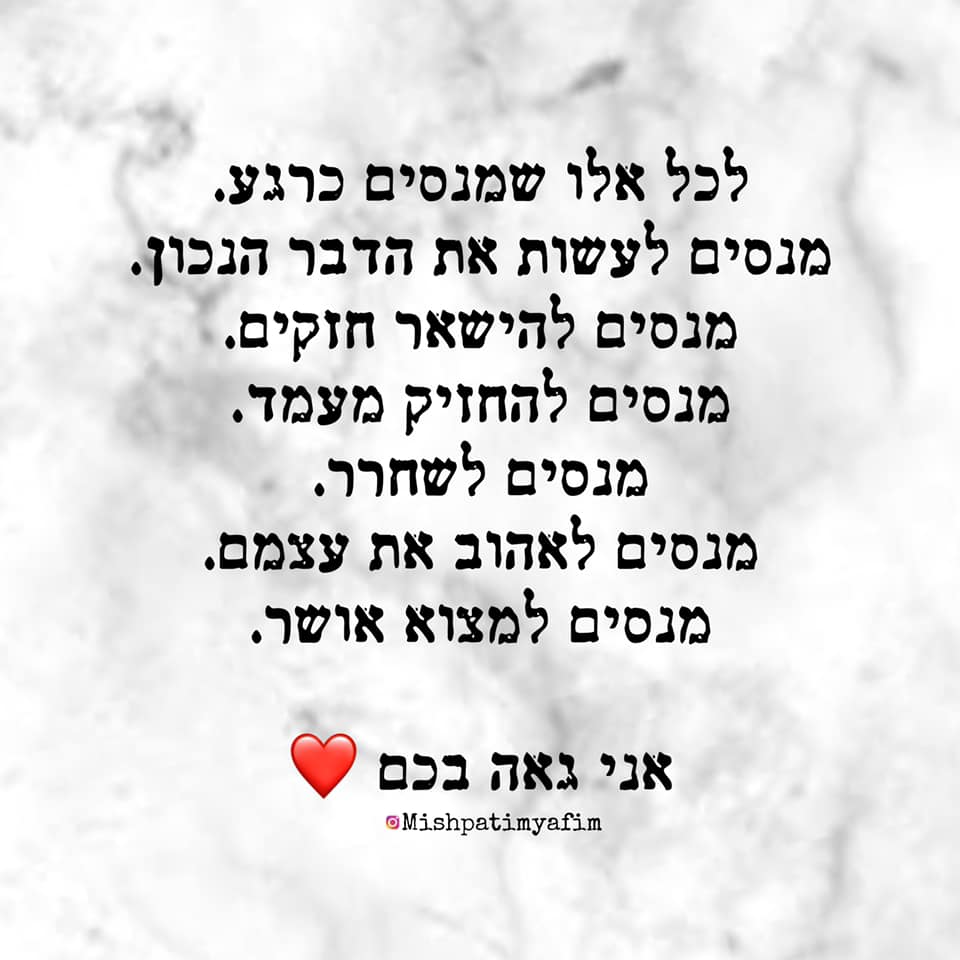 לכל אלו שמנסים כרגע.
מנסים לעשות את הדבר הנכון.
מנסים להישאר חזקים.
מנסים להחזיק מעמד.
מנסים לשחרר.
מנסים לאהוב את עצמם.
מנסים למצוא אושר.
אני גאה בכם ❤️
Mishpatimyafim